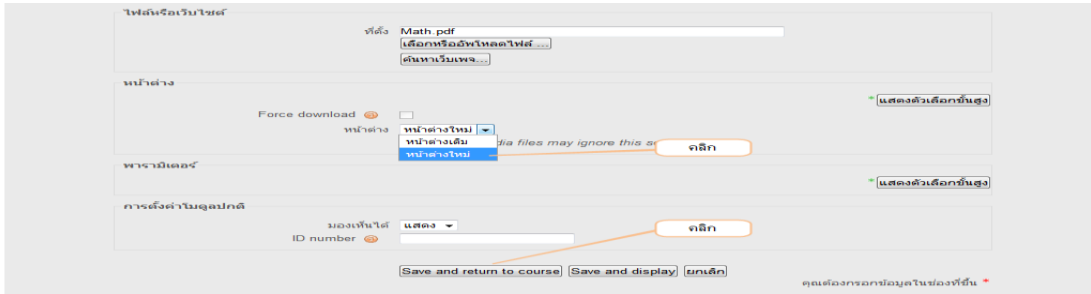 ไฟล์หรือเว็บไซต์
ที่ตั้ง Math.pdf
เลือกหรืออัพโหลดไฟล์ ...
ค้นหาเว็บเพจ...
หน้าต่าง
* แสดงตัวเลือกขั้นสูง
Force download
หน้าต่าง หน้าต่างใหม่
หน้าต่างเดิม dia files may ignore this s
หน้าต่างใหม่ คลิก
พารามิเตอร์
* แสดงตัวเลือกขั้นสูง
การตั้งค่าโมดูลปกติ
มองเห็นได้ แสดง คลิก
ID number
Save and return to course Save and display ยกเลิก
คุณต้องกรอกข้อมูลในช่องที่ขึ้น *